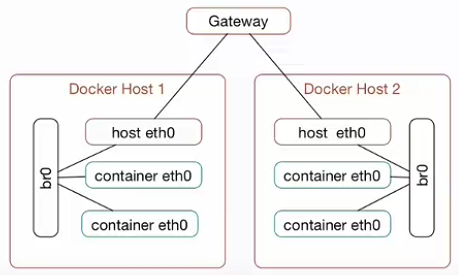 Gateway
Docker Host 1
host eth0
br0
container eth0
container eth0
Docker Host 2
host eth0
container eth0
br0
container eth0